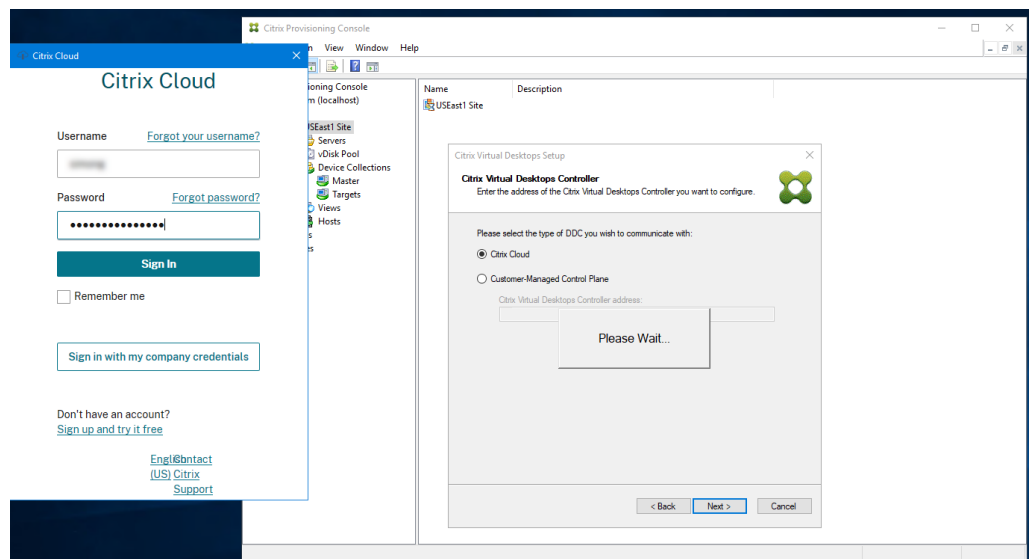 Citrix Provisioning Console
n View Window Help
Citrix Cloud
Citrix Cloud
Username Forgot your username?
Password Forgot password?
Sign In
Remember me
Sign in with my company credentials
Don't have an account?
Sign up and try it free
English
(US)
Contact
Citrix
Support
ioning Console
m (localhost)
USEast1 Site
Servers
vDisk Pool
Device Collections
Master
Targets
Views
Hosts
s
es
Name Description
USEast1 Site
Citrix Virtual Desktops Setup
Citrix Virtual Desktops Controller
Enter the address of the Citrix Virtual Desktops Controller you want to configure.
Please select the type of DDC you wish to communicate with:
Citrix Cloud
Customer-Managed Control Plane
Citrix Virtual Desktops Controller address:
Please Wait...
< Back Next > Cancel